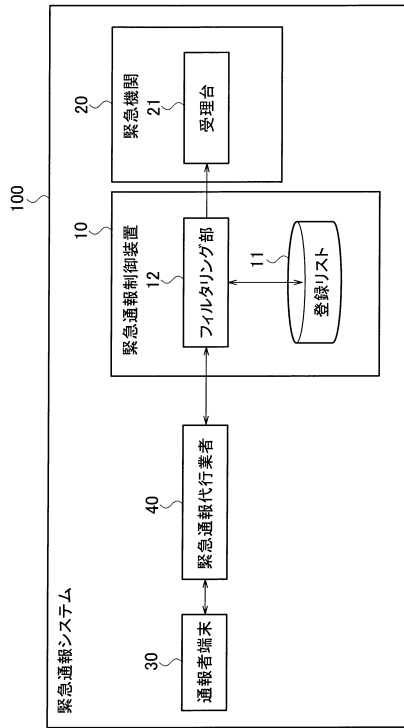 100
緊急通報システム
10
緊急通報制御装置
20
緊急機関
30
通報者端末
40
緊急通報代行業者
12
フィルタリング部
21
受理台
11
登録リスト